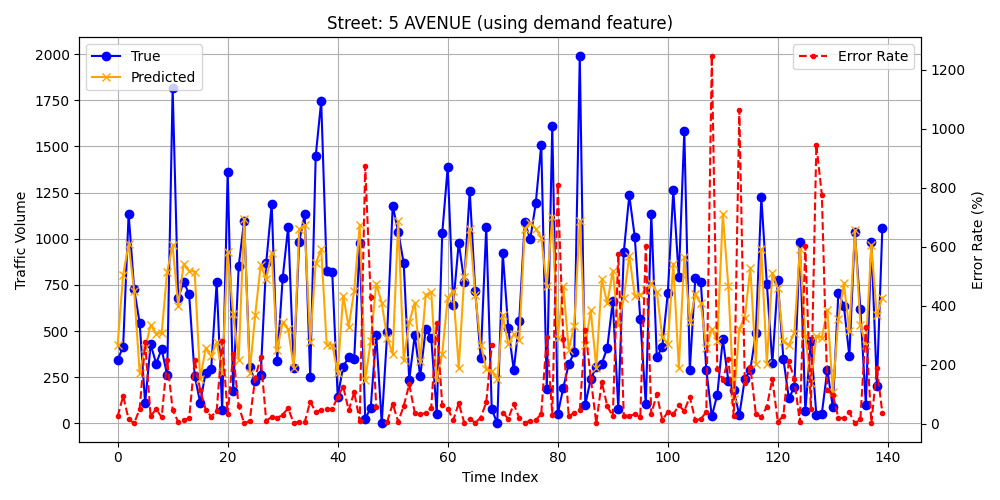 Street: 5 AVENUE (using demand feature)
True
Predicted
Error Rate
2000
1750
1500
1250
1000
750
500
250
0
Traffic Volume
1200
1000
800
600
400
200
0
Error Rate (%)
0 20 40 60 80 100 120 140
Time Index